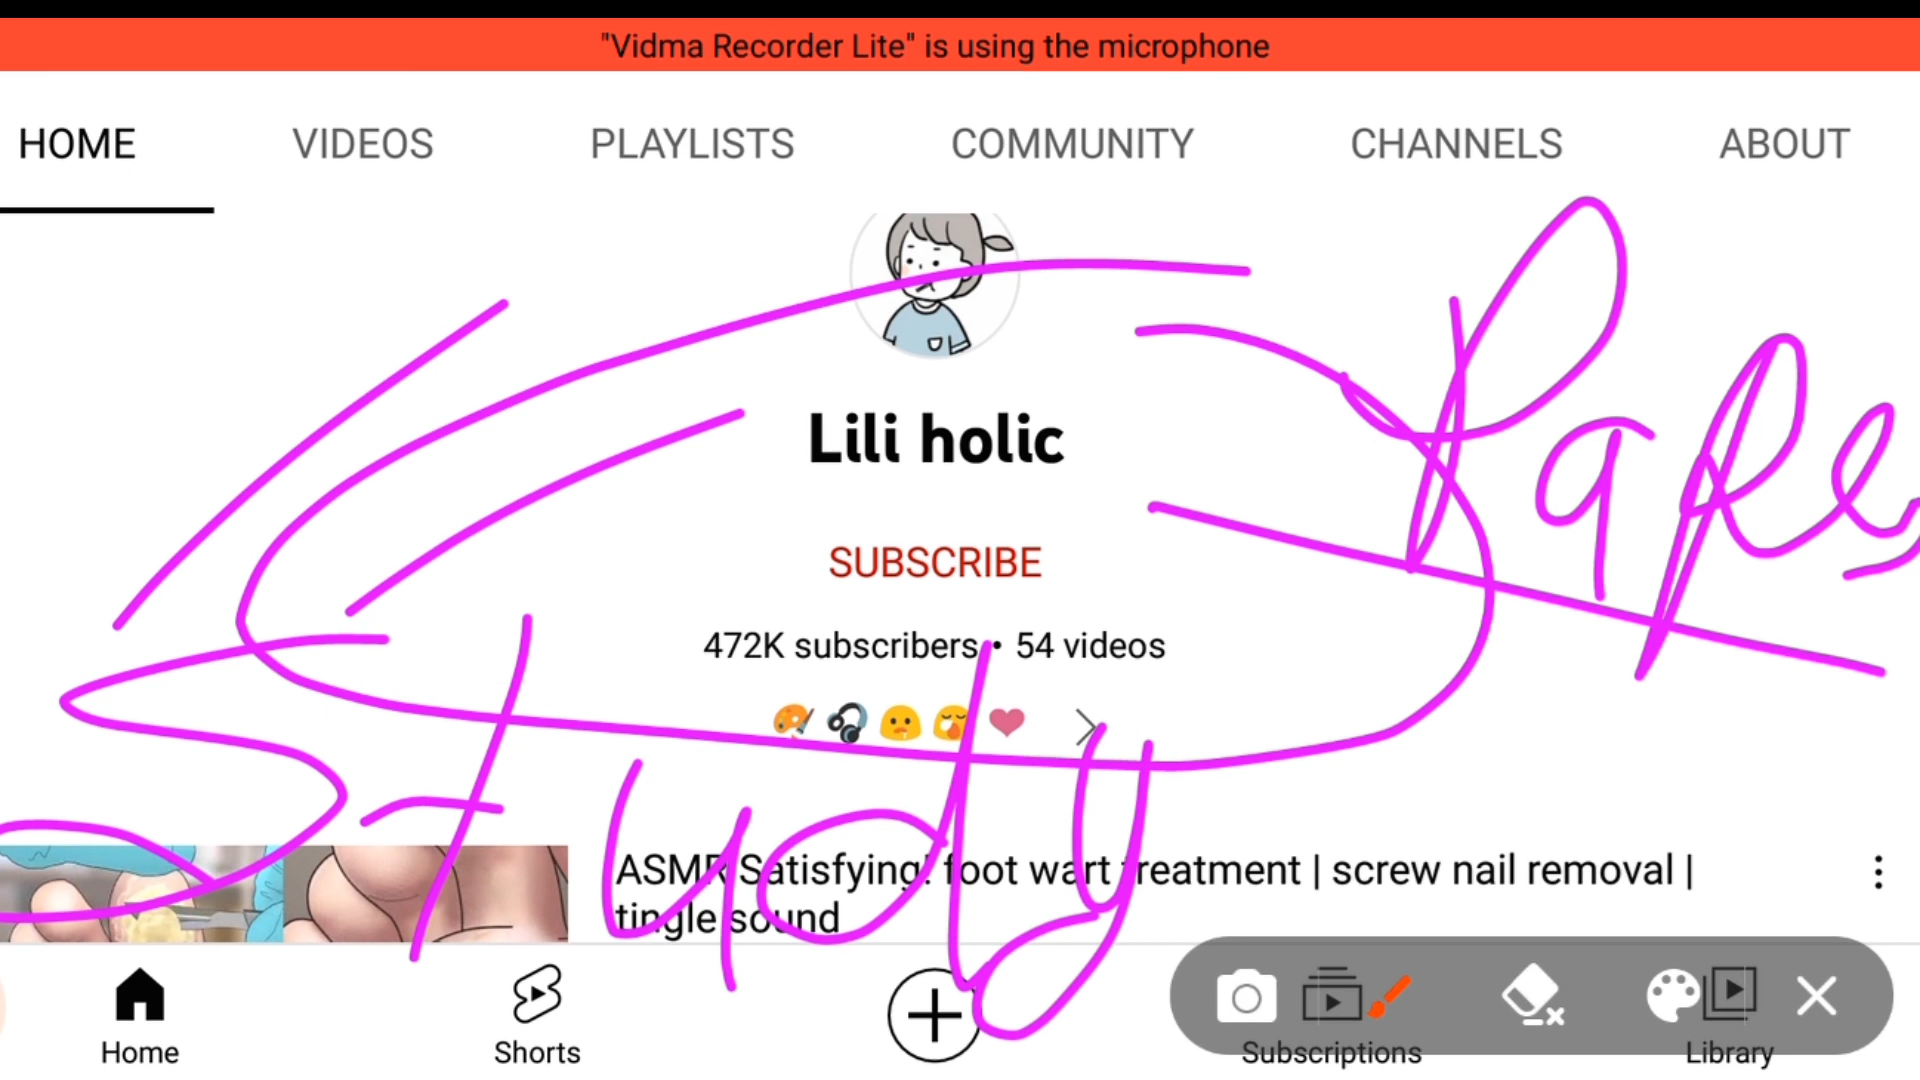 "Vidma Recorder Lite" is using the microphone
HOME VIDEOS PLAYLISTS COMMUNITY CHANNELS ABOUT
Lili holic
SUBSCRIBE
472K subscribers • 54 videos
Study
ASMR Satisfying! foot wart treatment | screw nail removal |
tingle sound
Home Shorts Subscriptions Library